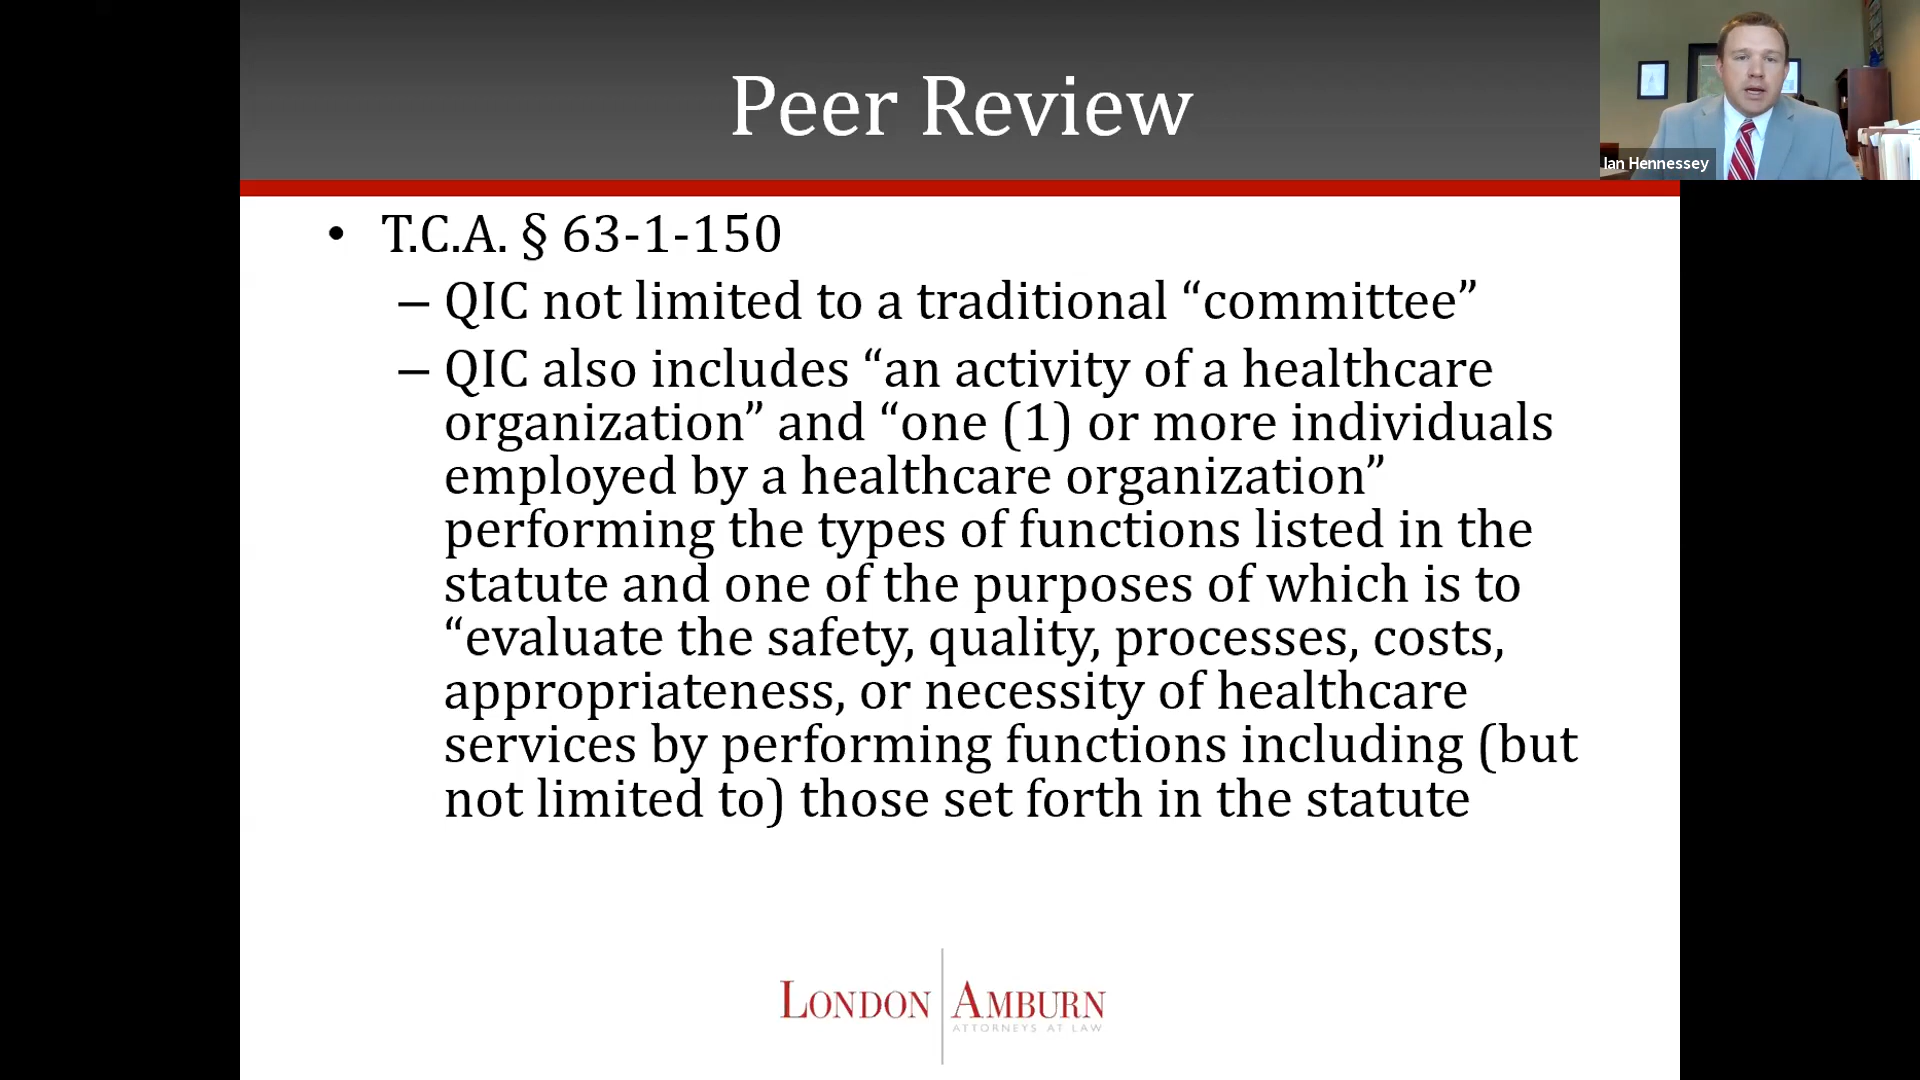 Peer Review
Ian Hennessey
• T.C.A. § 63-1-150
– QIC not limited to a traditional “committee”
– QIC also includes “an activity of a healthcare
organization” and “one (1) or more individuals
employed by a healthcare organization”
performing the types of functions listed in the
statute and one of the purposes of which is to
“evaluate the safety, quality, processes, costs,
appropriateness, or necessity of healthcare
services by performing functions including (but
not limited to) those set forth in the statute
LONDON AMBURN
ATTORNEYS AT LAW